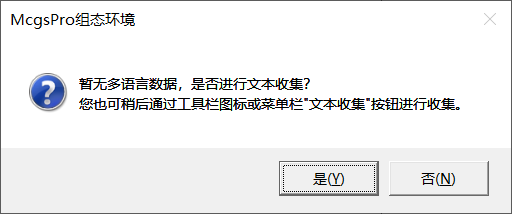 McgsPro组态环境
暂无多语言数据，是否进行文本收集？
您也可稍后通过工具栏图标或菜单栏"文本收集"按钮进行收集。
是(Y)
否(N)